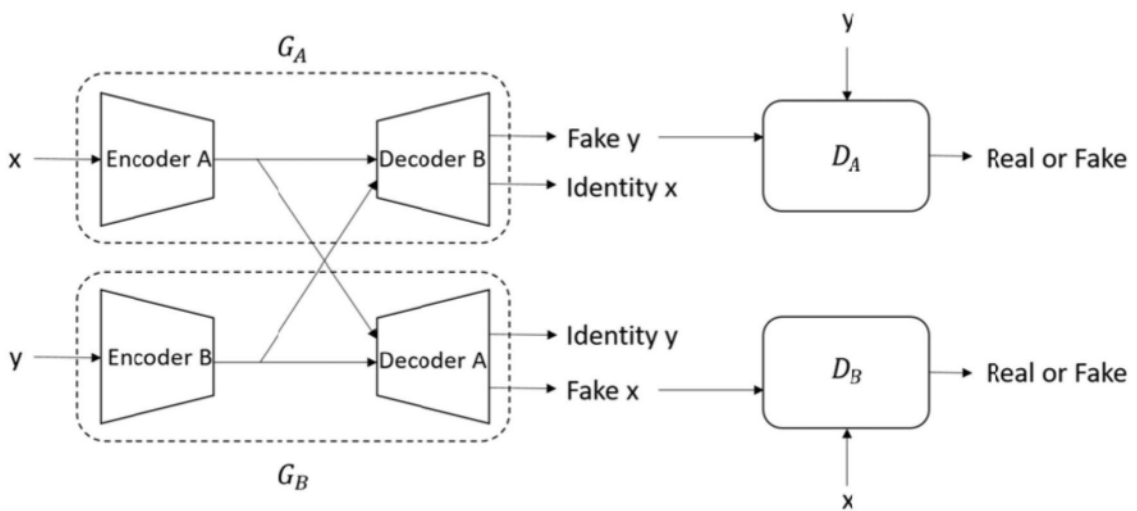 G_A
x
Encoder A
Decoder B
Fake y
Identity x
y
D_A
Real or Fake
y
Encoder B
Decoder A
Identity y
Fake x
D_B
Real or Fake
x
G_B